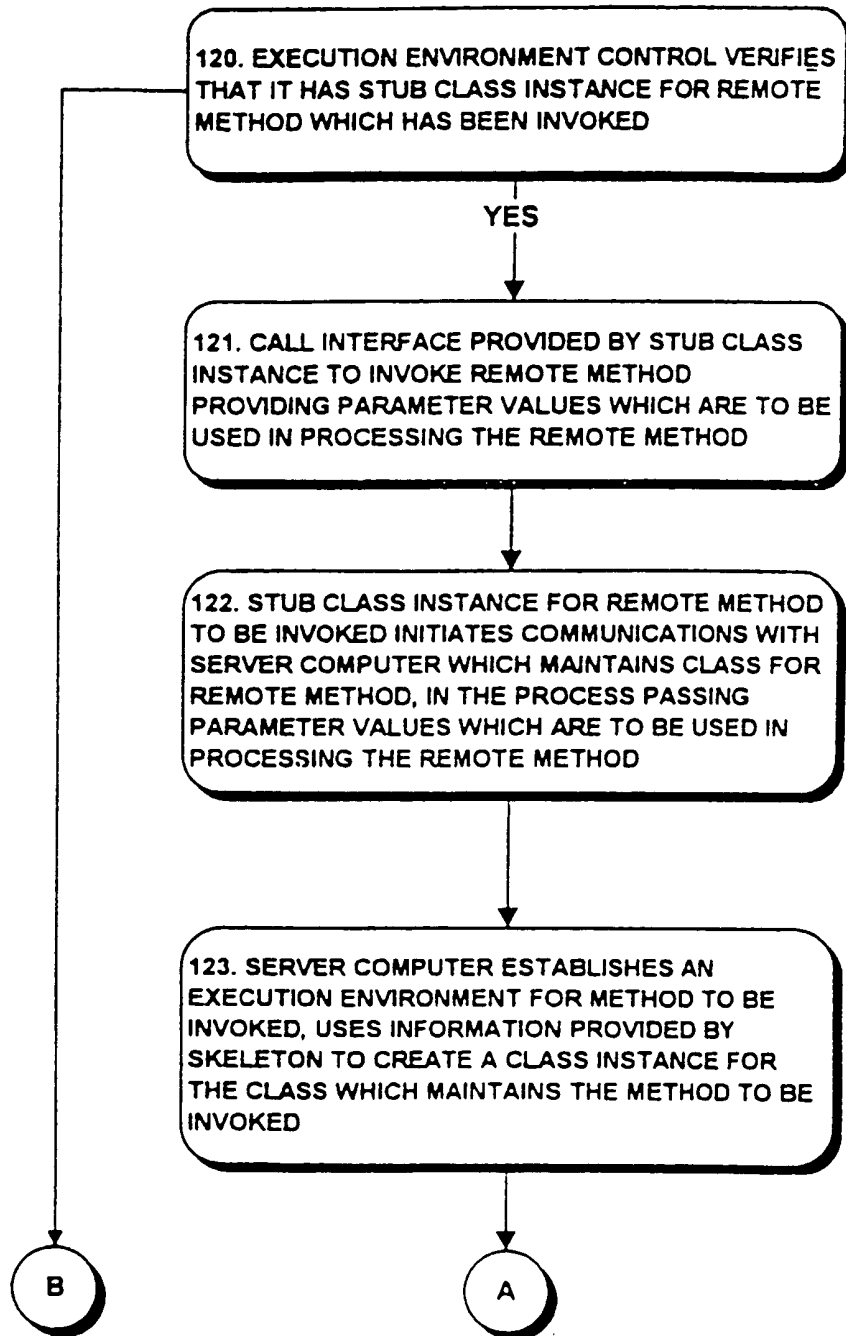 120. EXECUTION ENVIRONMENT CONTROL VERIFIES
THAT IT HAS STUB CLASS INSTANCE FOR REMOTE
METHOD WHICH HAS BEEN INVOKED
YES
121. CALL INTERFACE PROVIDED BY STUB CLASS
INSTANCE TO INVOKE REMOTE METHOD
PROVIDING PARAMETER VALUES WHICH ARE TO BE
USED IN PROCESSING THE REMOTE METHOD
122. STUB CLASS INSTANCE FOR REMOTE METHOD
TO BE INVOKED INITIATES COMMUNICATIONS WITH
SERVER COMPUTER WHICH MAINTAINS CLASS FOR
REMOTE METHOD, IN THE PROCESS PASSING
PARAMETER VALUES WHICH ARE TO BE USED IN
PROCESSING THE REMOTE METHOD
123. SERVER COMPUTER ESTABLISHES AN
EXECUTION ENVIRONMENT FOR METHOD TO BE
INVOKED, USES INFORMATION PROVIDED BY
SKELETON TO CREATE A CLASS INSTANCE FOR
THE CLASS WHICH MAINTAINS THE METHOD TO BE
INVOKED
B
A